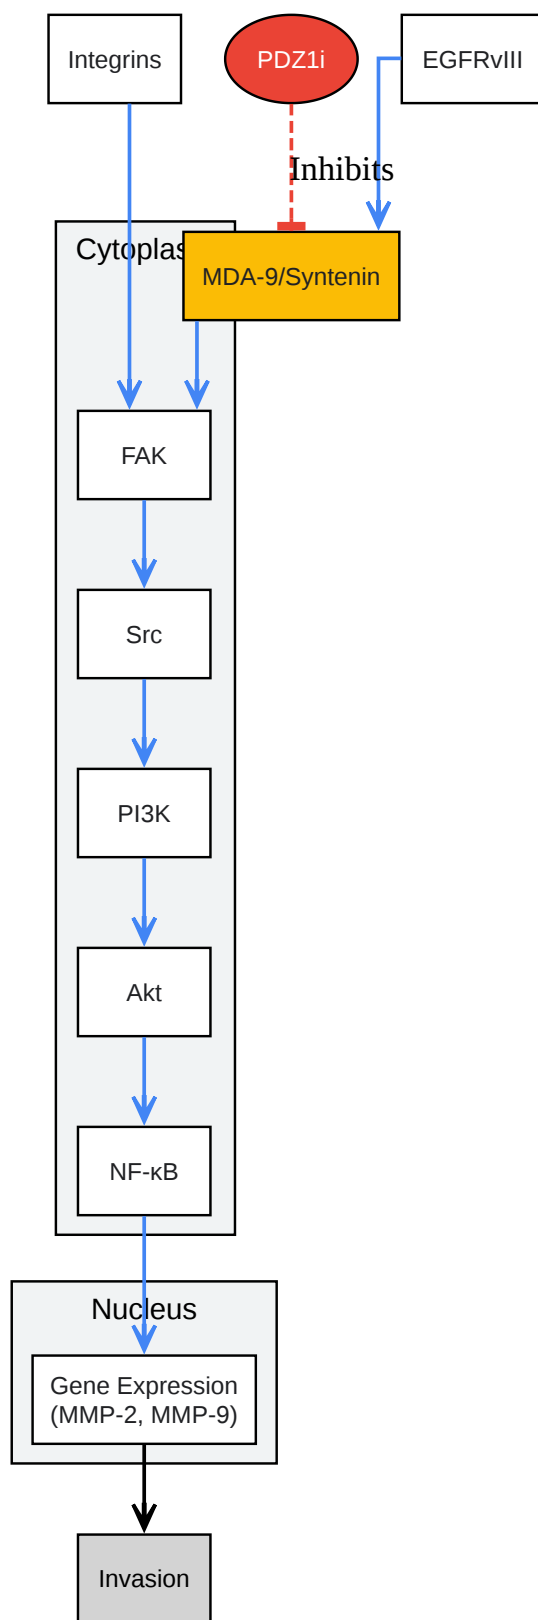 Integrins
PDZ1i
EGFRvIII
Inhibits
Cytoplas
MDA-9/Syntenin
FAK
Src
PI3K
Akt
NF-κB
Nucleus
Gene Expression
(MMP-2, MMP-9)
Invasion